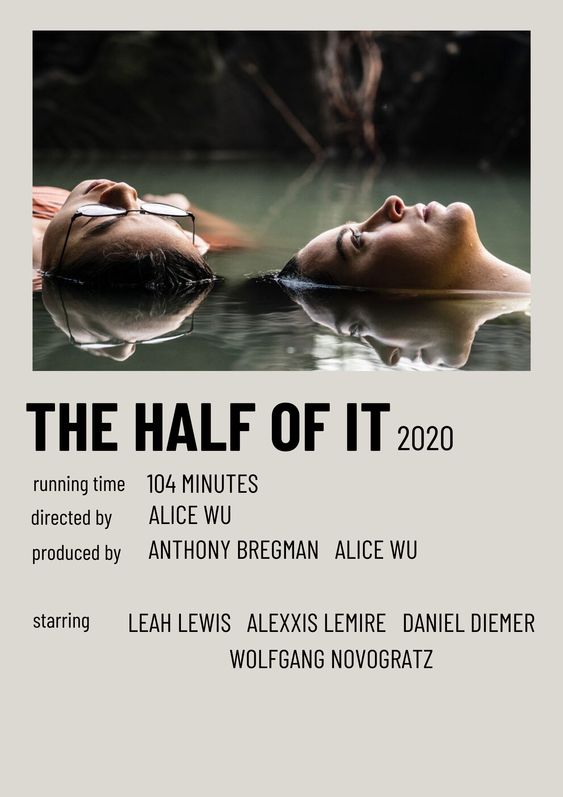 THE HALF OF IT 2020
running time 104 MINUTES
directed by ALICE WU
produced by ANTHONY BREGMAN ALICE WU
starring LEAH LEWIS ALEXXIS LEMIRE DANIEL DIEMER
WOLFGANG NOVOGRATZ